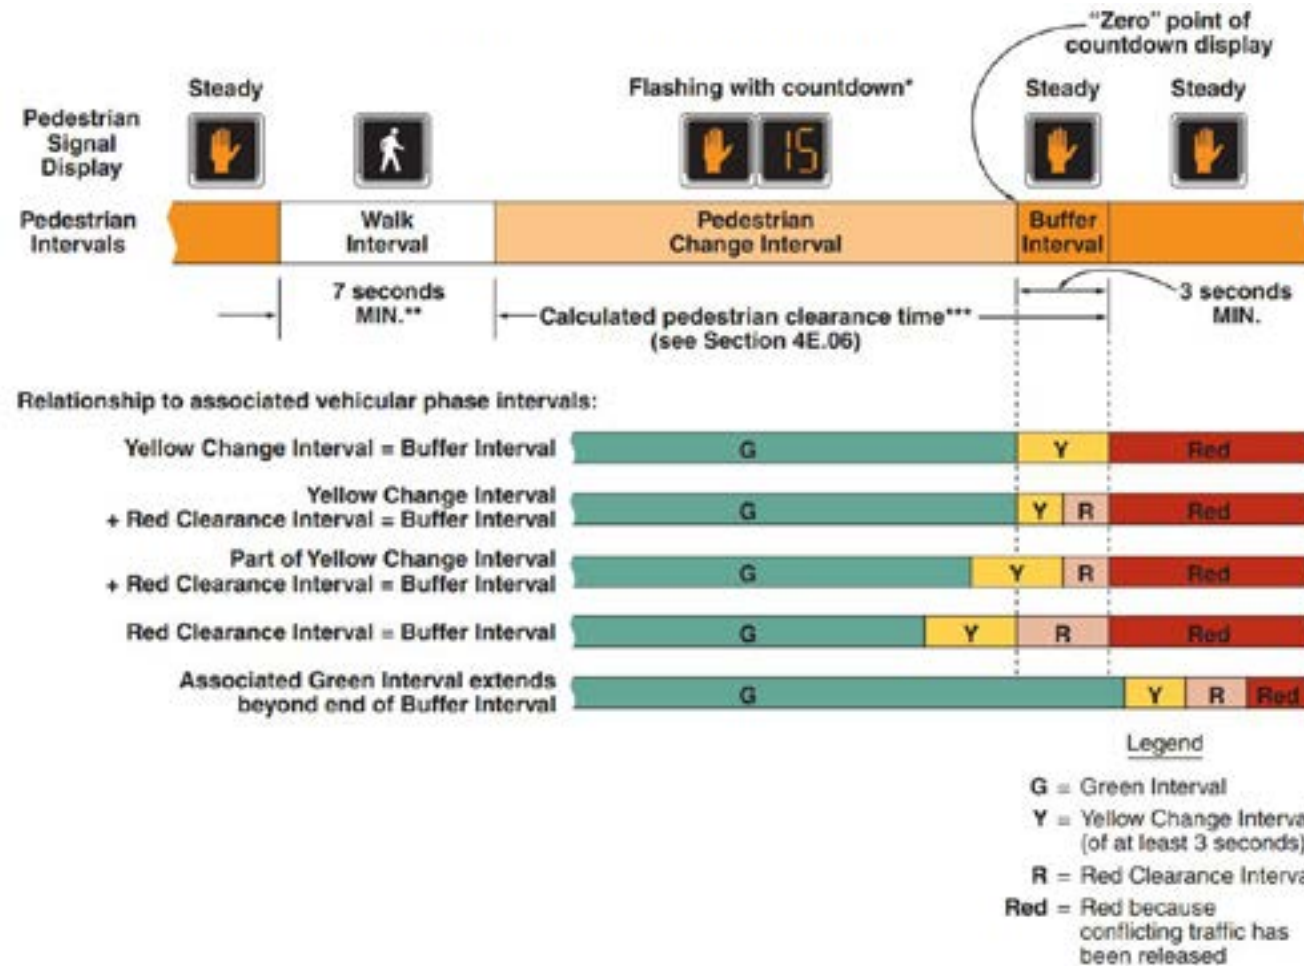 "Zero" point of
countdown display
Steady
Flashing with countdown*
Steady
Steady
Pedestrian
Signal
Display
15
Pedestrian
Intervals
Walk
Interval
Pedestrian
Change Interval
Buffer
Interval
7 seconds
MIN.**
3 seconds
MIN.
Calculated pedestrian clearance time***
(see Section 4E.06)
Relationship to associated vehicular phase intervals:
Yellow Change Interval = Buffer Interval
G
Y
Red
Yellow Change Interval
+ Red Clearance Interval = Buffer Interval
G
Y
R
Red
Part of Yellow Change Interval
+ Red Clearance Interval = Buffer Interval
G
Y
R
Red
Red Clearance Interval = Buffer Interval
G
Y
R
Red
Associated Green Interval extends
beyond end of Buffer Interval
G
Y
R
Red
Legend
G = Green Interval
Y = Yellow Change Interva
(of at least 3 seconds)
R = Red Clearance Interva
Red = Red because
conflicting traffic has
been released